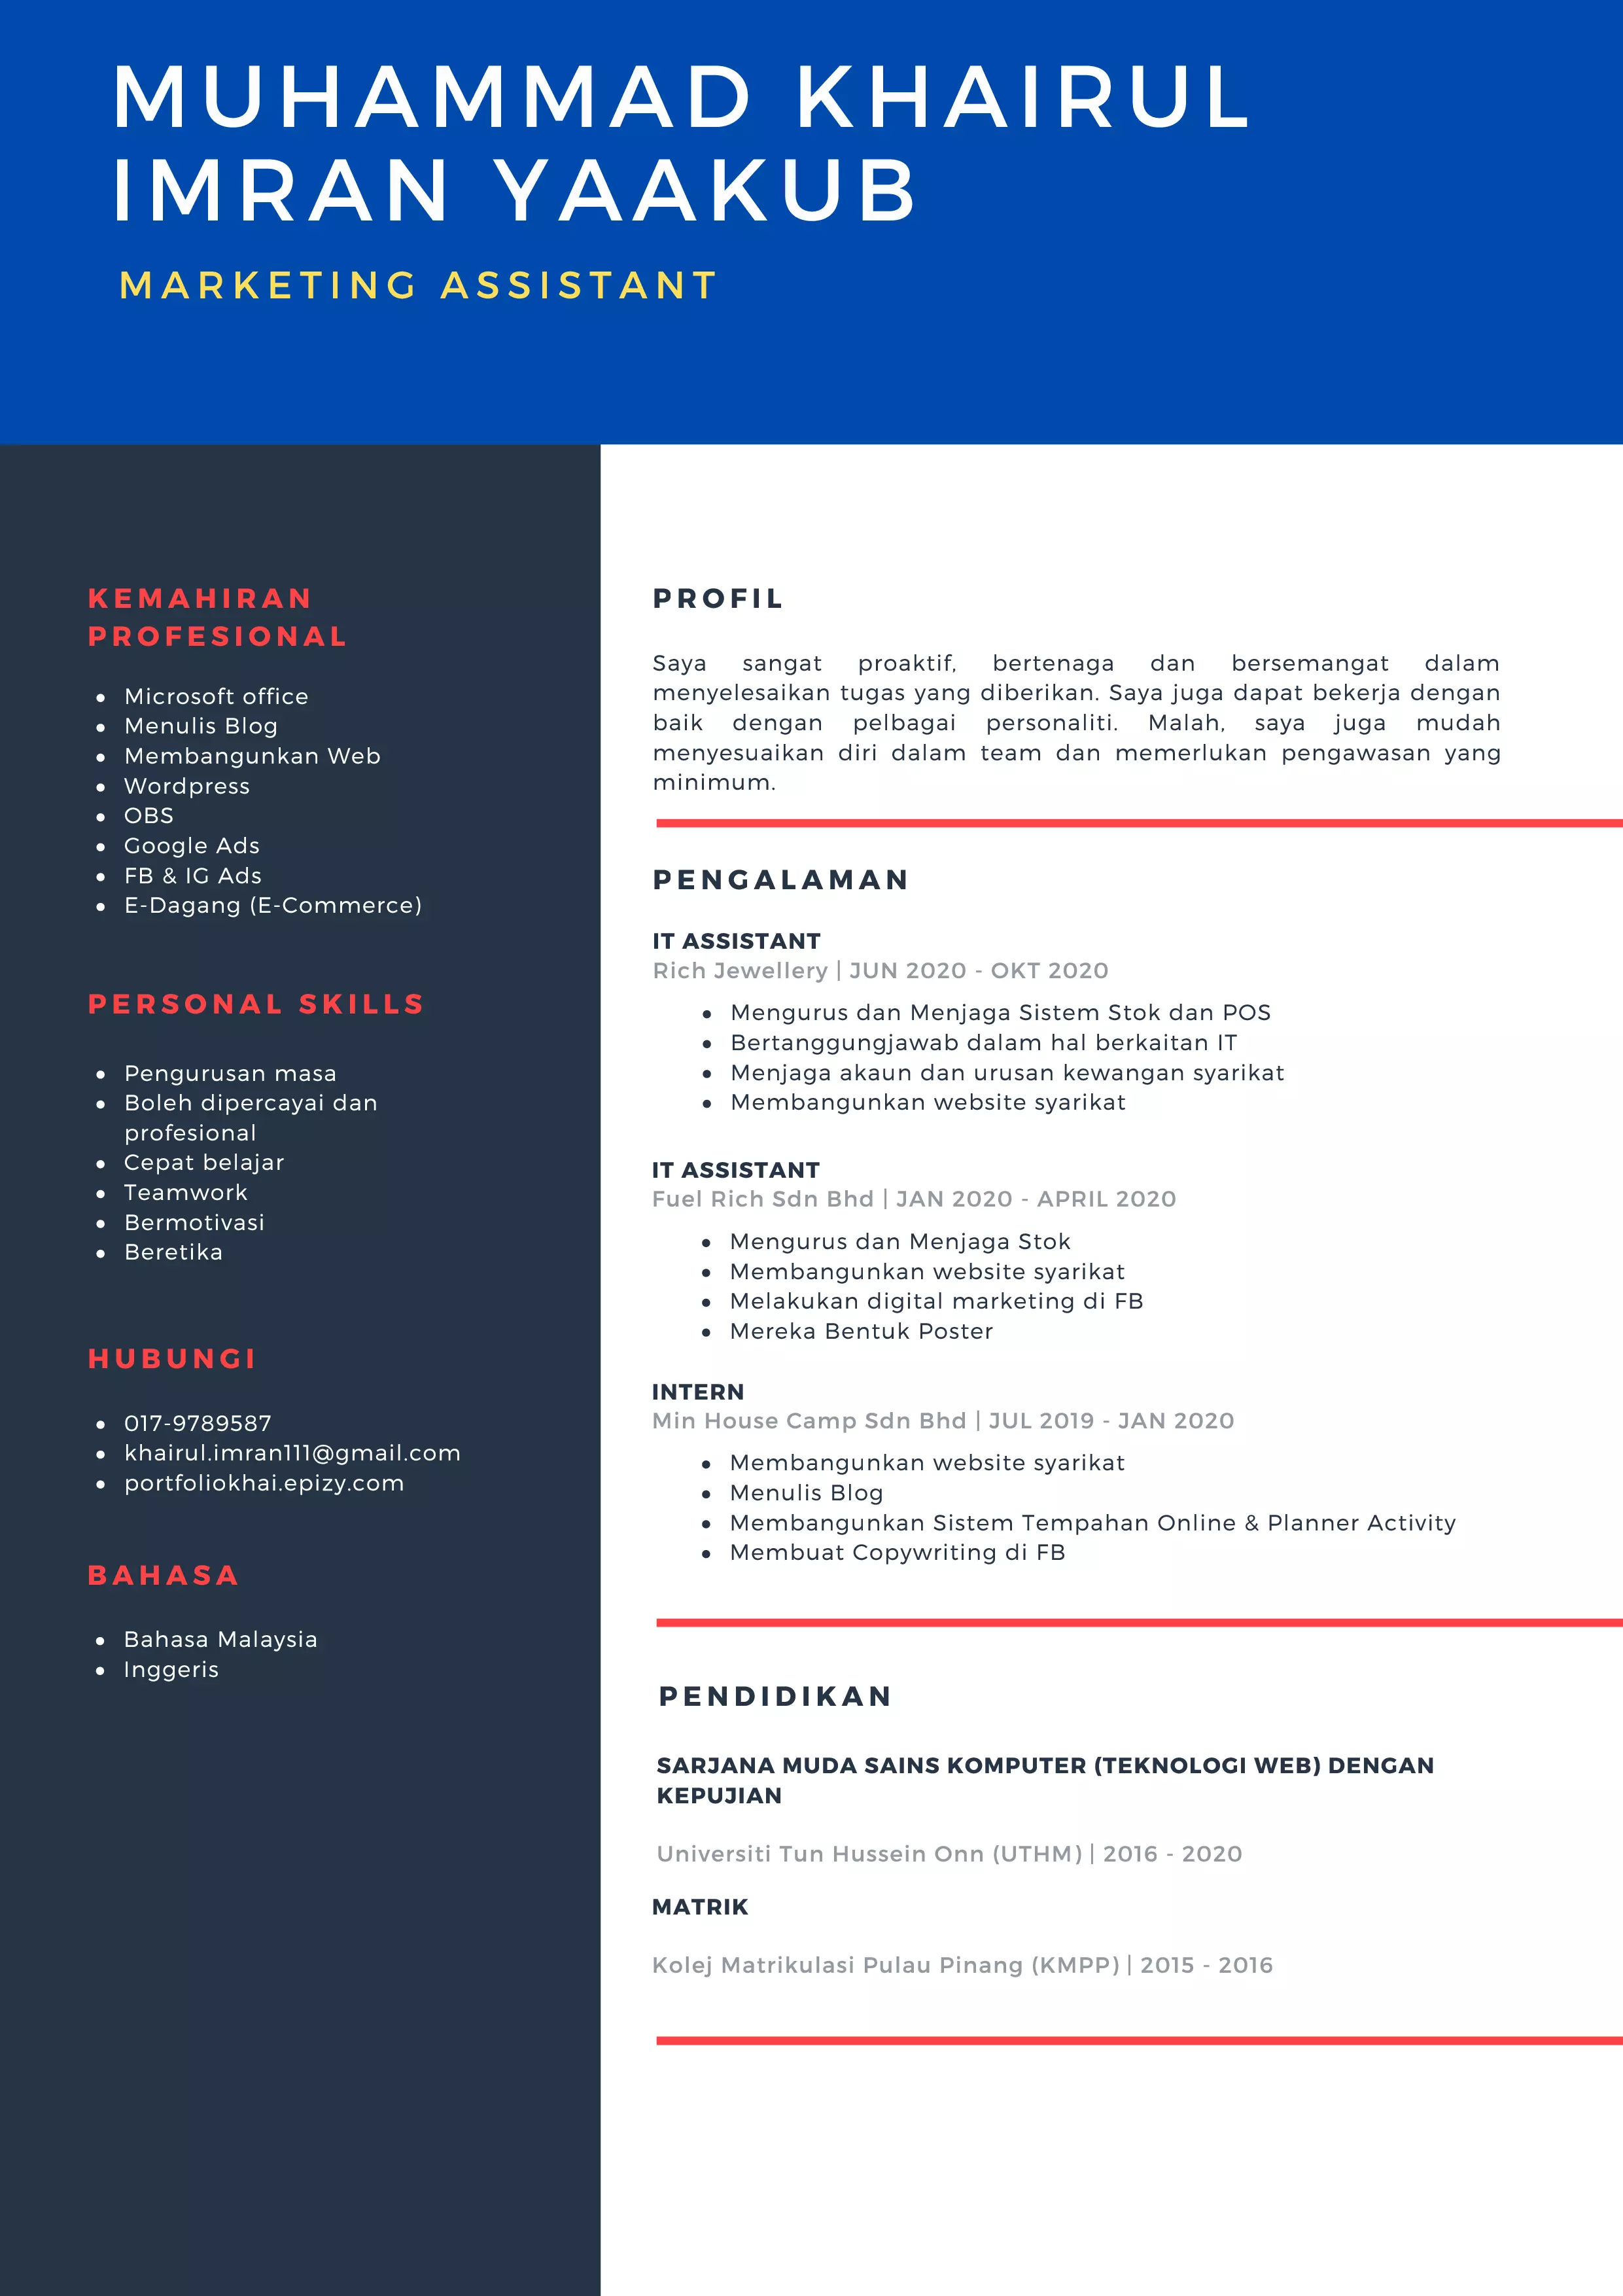 MUHAMMAD KHAIRUL
IMRAN YAAKUB
MARKETING ASSISTANT
KEMAHIRAN
PROFESIONAL
Microsoft office
Menulis Blog
Membangunkan Web
Wordpress
OBS
Google Ads
FB & IG Ads
E-Dagang (E-Commerce)
PERSONAL SKILLS
Pengurusan masa
Boleh dipercayai dan
profesional
Cepat belajar
Teamwork
Bermotivasi
Beretika
HUBUNGI
017-9789587
khairul.imran111@gmail.com
portfoliokhai.epizy.com
BAHASA
Bahasa Malaysia
Inggeris
PROFIL
Saya sangat proaktif, bertenaga dan bersemangat dalam
menyelesaikan tugas yang diberikan. Saya juga dapat bekerja dengan
baik dengan pelbagai personaliti. Malah, saya juga mudah
menyesuaikan diri dalam team dan memerlukan pengawasan yang
minimum.
PENGALAMAN
IT ASSISTANT
Rich Jewellery | JUN 2020 - OKT 2020
Mengurus dan Menjaga Sistem Stok dan POS
Bertanggungjawab dalam hal berkaitan IT
Menjaga akaun dan urusan kewangan syarikat
Membangunkan website syarikat
IT ASSISTANT
Fuel Rich Sdn Bhd | JAN 2020 - APRIL 2020
Mengurus dan Menjaga Stok
Membangunkan website syarikat
Melakukan digital marketing di FB
Mereka Bentuk Poster
INTERN
Min House Camp Sdn Bhd | JUL 2019 - JAN 2020
Membangunkan website syarikat
Menulis Blog
Membangunkan Sistem Tempahan Online & Planner Activity
Membuat Copywriting di FB
PENDIDIKAN
SARJANA MUDA SAINS KOMPUTER (TEKNOLOGI WEB) DENGAN
KEPUJIAN
Universiti Tun Hussein Onn (UTHM) | 2016 - 2020
MATRIK
Kolej Matrikulasi Pulau Pinang (KMPP) | 2015 - 2016